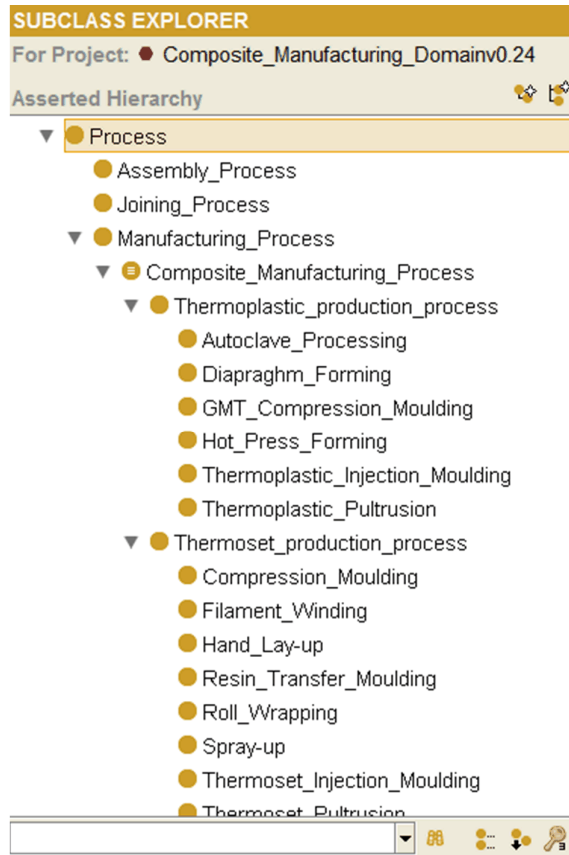 SUBCLASS EXPLORER
For Project: Composite_Manufacturing_Domainv0.24
Asserted Hierarchy
Process
Assembly_Process
Joining_Process
Manufacturing_Process
Composite_Manufacturing_Process
Thermoplastic_production_process
Autoclave_Processing
Diapraghm_Forming
GMT_Compression_Moulding
Hot_Press_Forming
Thermoplastic_Injection_Moulding
Thermoplastic_Pultrusion
Thermoset_production_process
Compression_Moulding
Filament_Winding
Hand_Lay-up
Resin_Transfer_Moulding
Roll_Wrapping
Spray-up
Thermoset_Injection_Moulding
Thermoset_Pultrusion